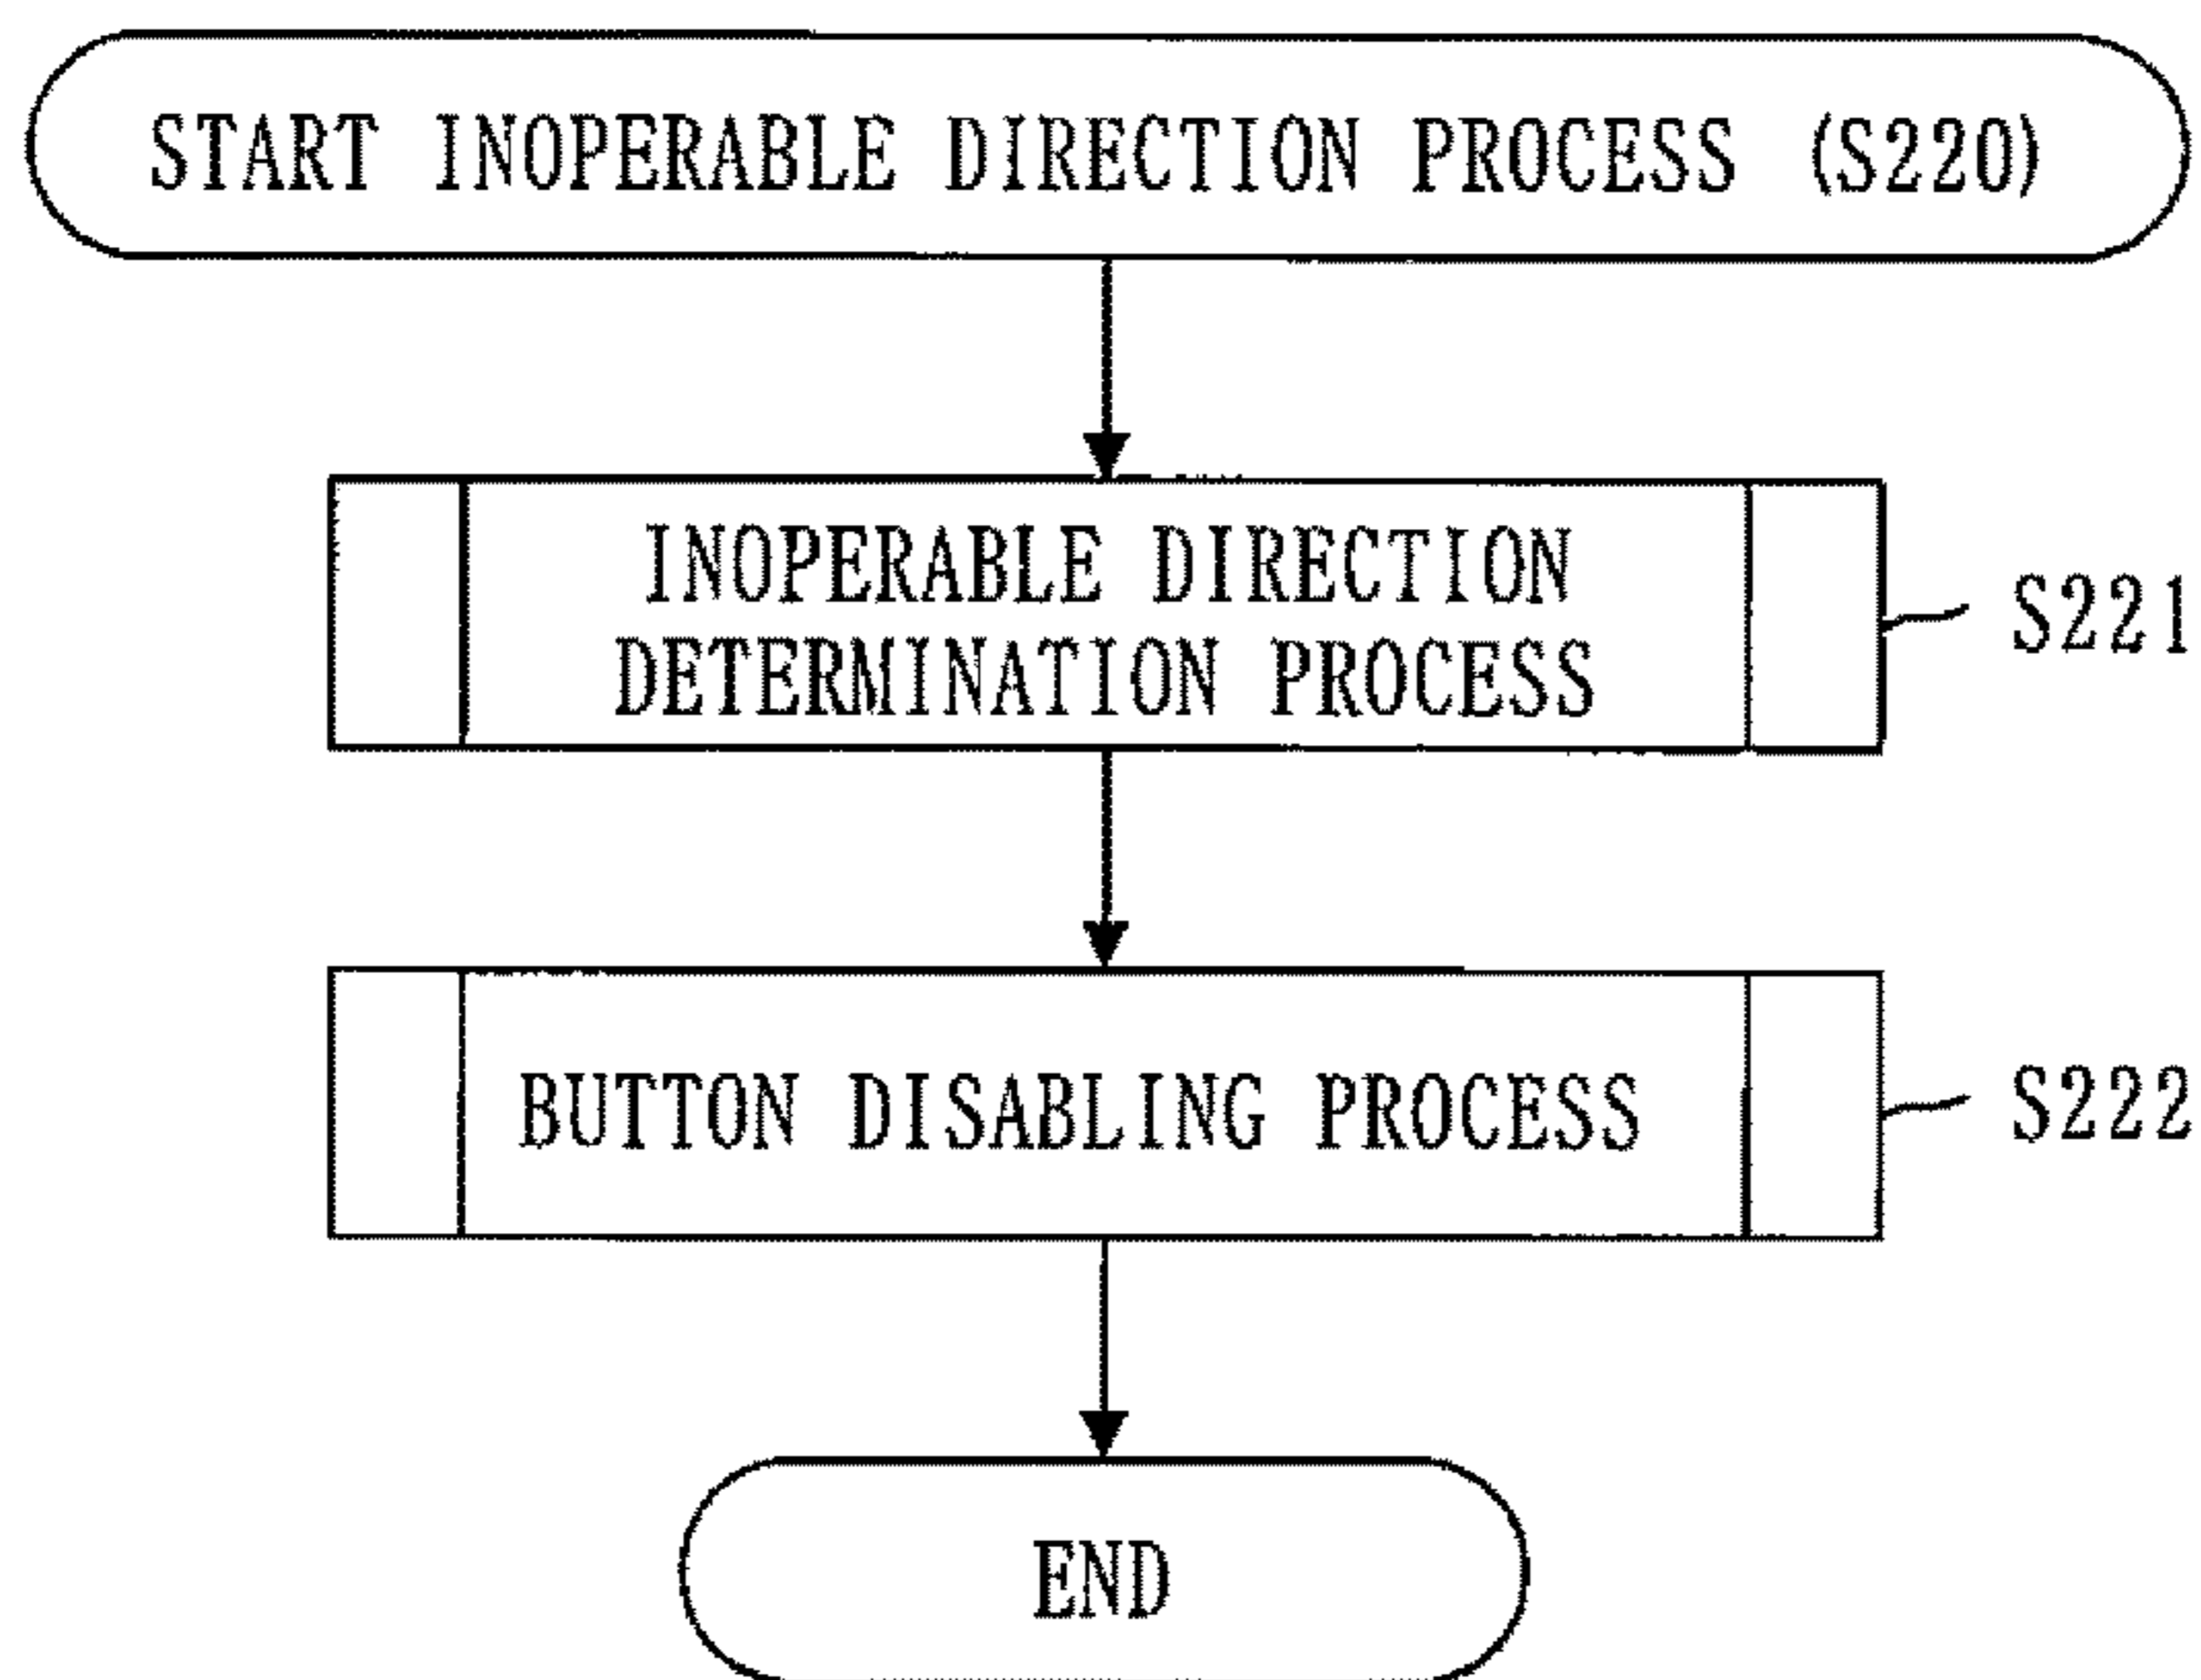 START INOPERABLE DIRECTION PROCESS (S220)
INOPERABLE DIRECTION
DETERMINATION PROCESS
S221
BUTTON DISABLING PROCESS
S222
END